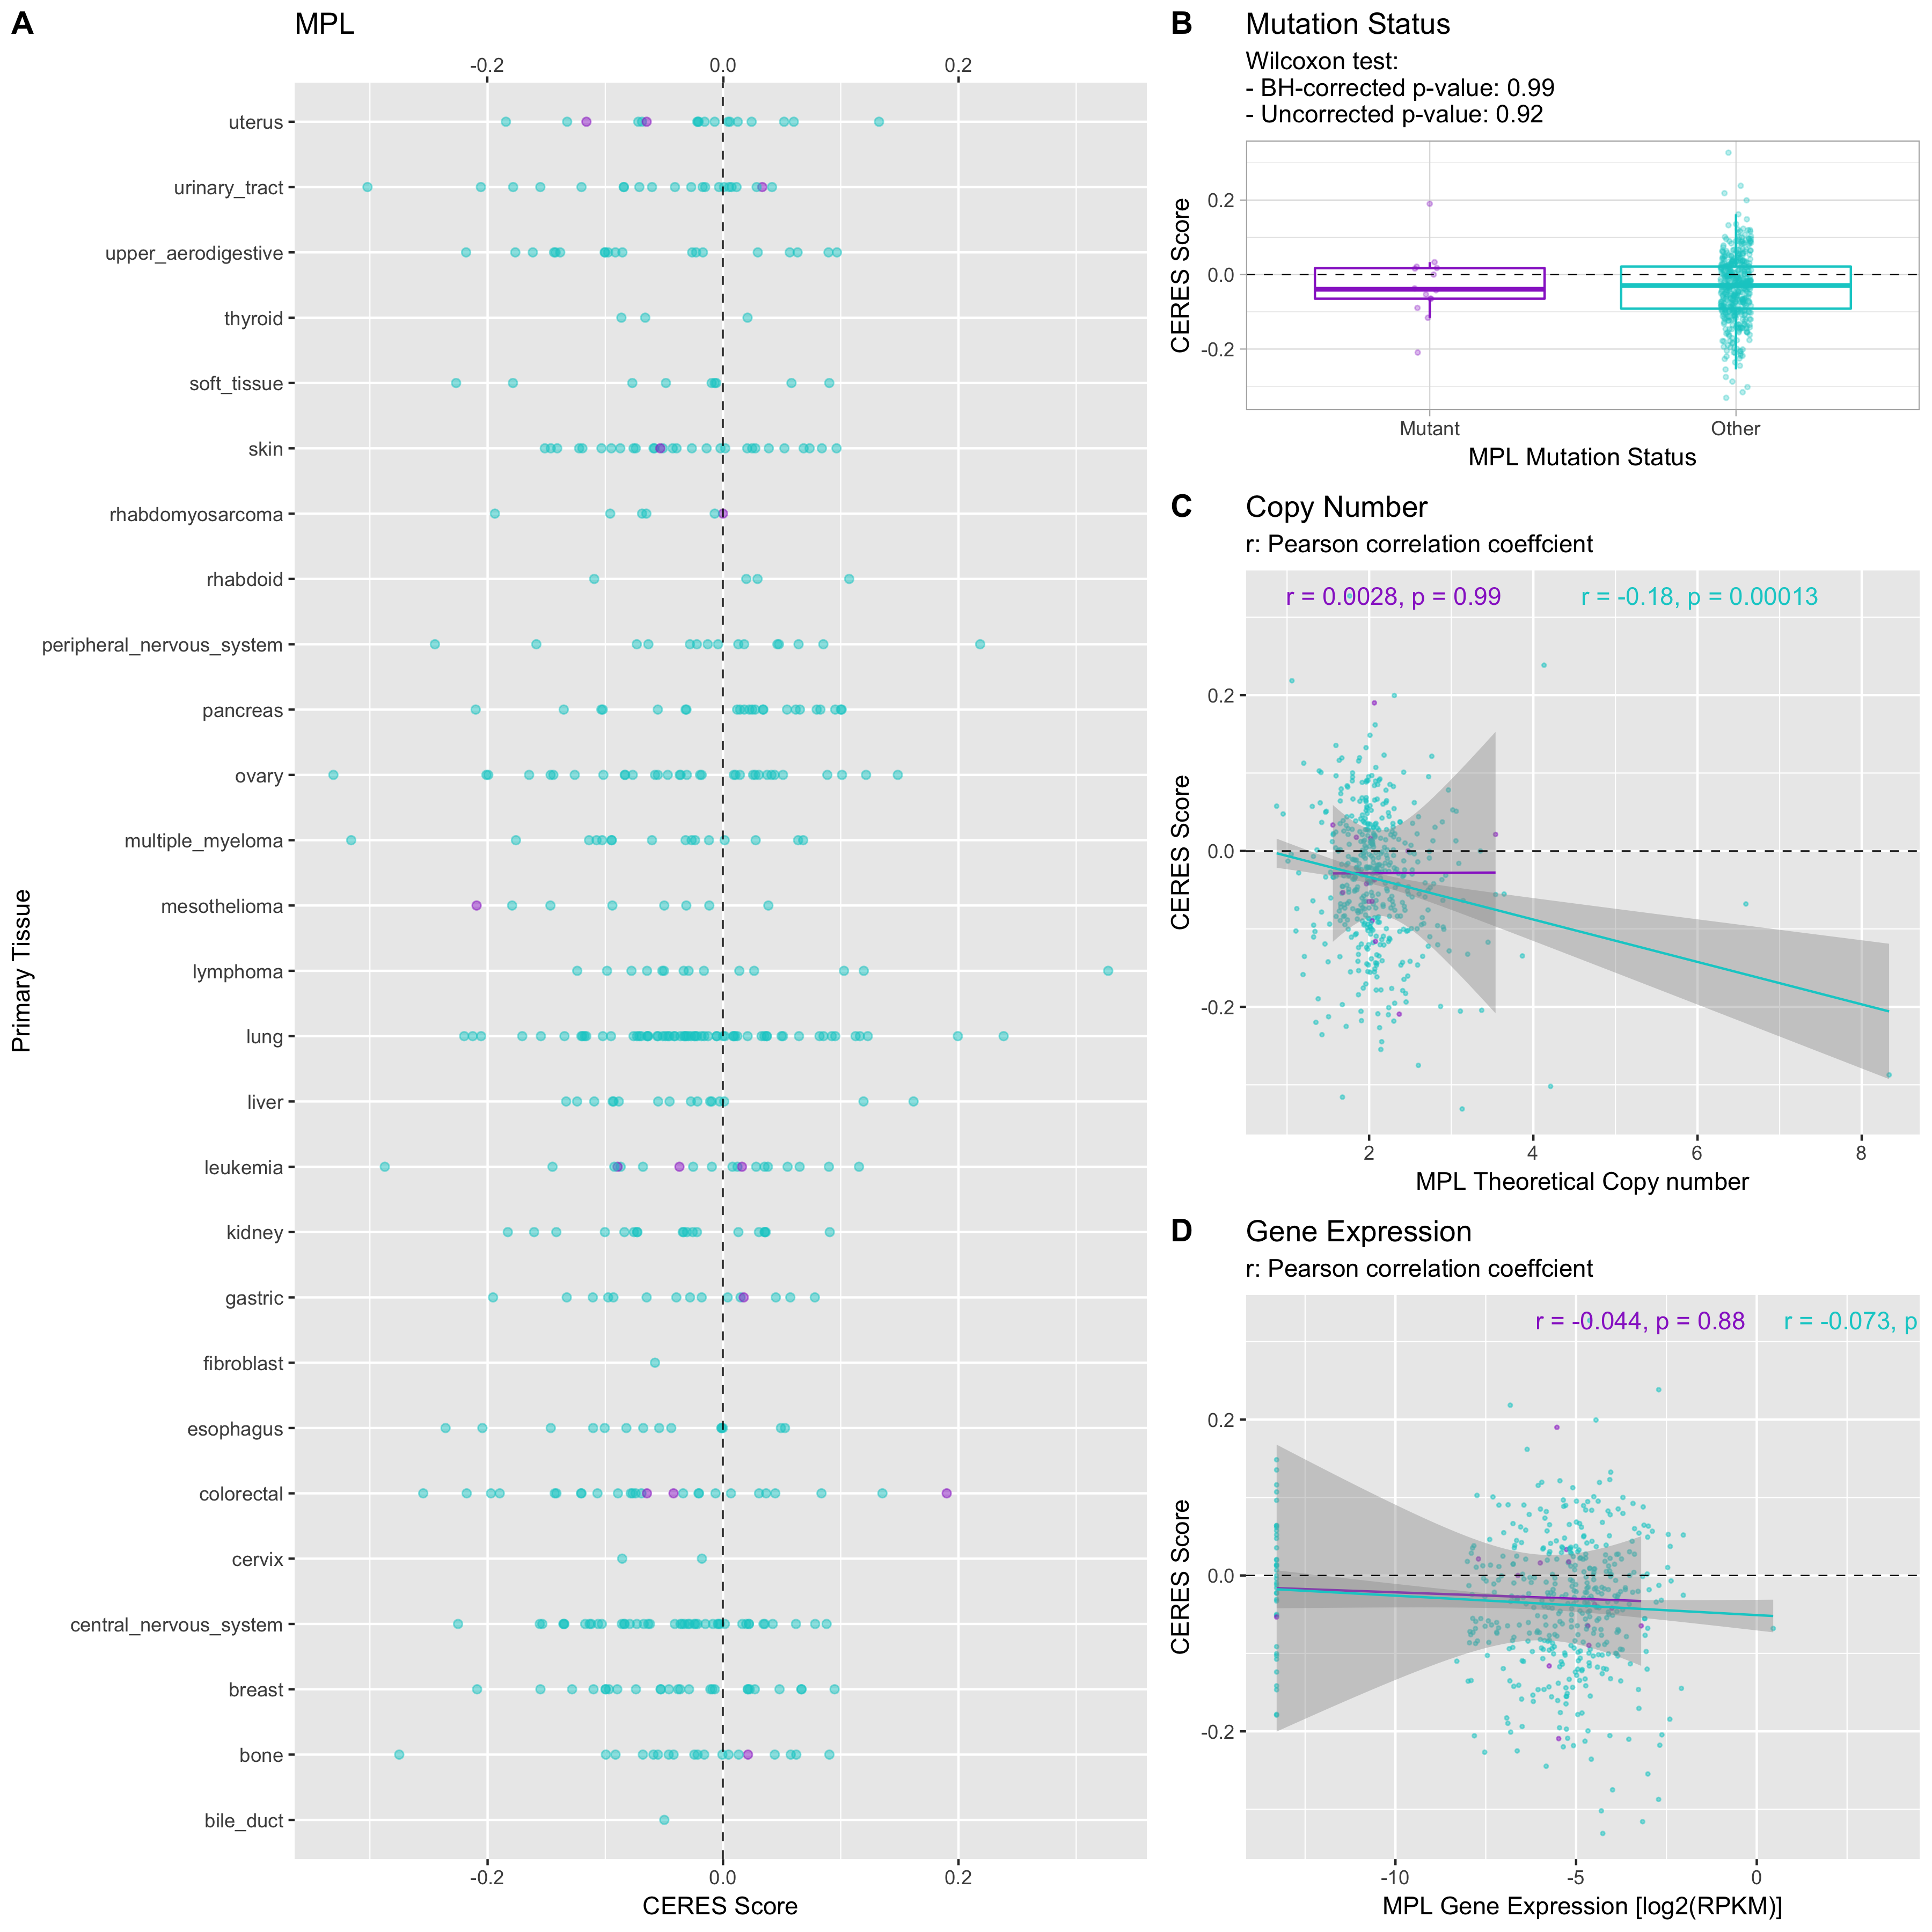 A
MPL
-0.2 0.0 0.2
uterus
urinary_tract
upper_aerodigestive
thyroid
soft_tissue
skin
rhabdomyosarcoma
rhabdoid
peripheral_nervous_system
pancreas
ovary
multiple_myeloma
mesothelioma
lymphoma
lung
liver
leukemia
kidney
gastric
fibroblast
esophagus
colorectal
cervix
central_nervous_system
breast
bone
bile_duct
Primary Tissue
-0.2 0.0 0.2
CERES Score
B
Mutation Status
Wilcoxon test:
- BH-corrected p-value: 0.99
- Uncorrected p-value: 0.92
CERES Score
0.2
0.0
-0.2
Mutant Other
MPL Mutation Status
C
Copy Number
r: Pearson correlation coeffcient
r = 0.0028, p = 0.99 r = -0.18, p = 0.00013
CERES Score
0.2
0.0
-0.2
2 4 6 8
MPL Theoretical Copy number
D
Gene Expression
r: Pearson correlation coeffcient
r = -0.044, p = 0.88 r = -0.073, p
CERES Score
0.2
0.0
-0.2
-10 -5 0
MPL Gene Expression [log2(RPKM)]